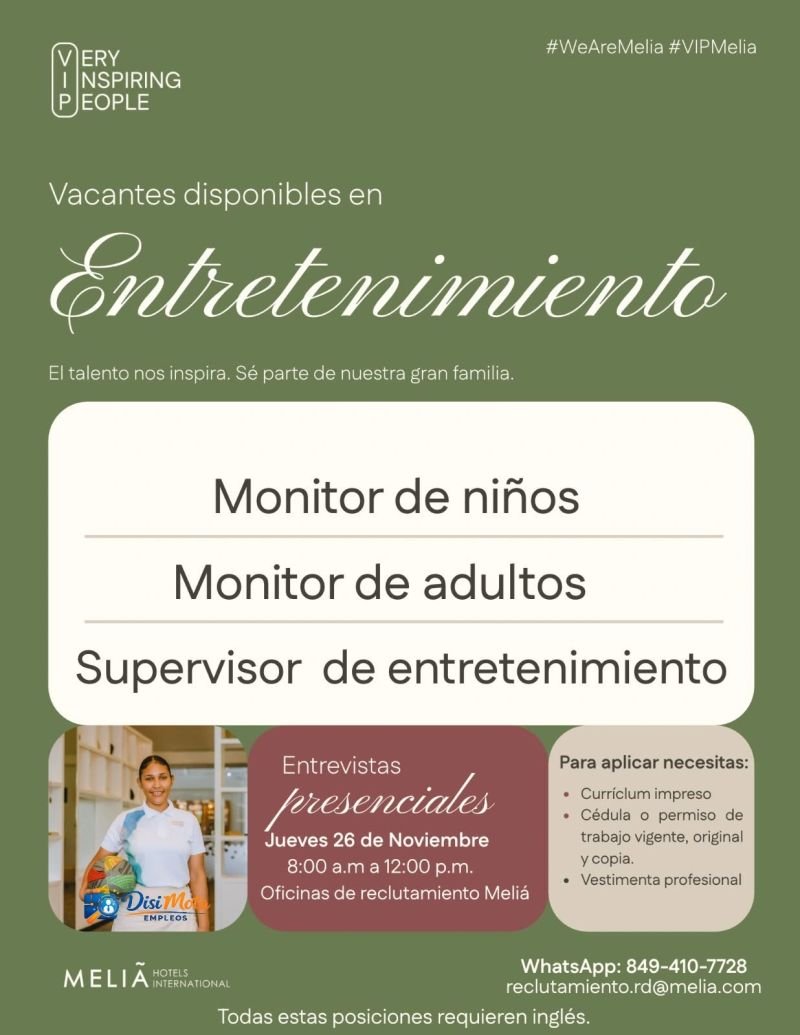 VERY
INSPIRING
PEOPLE
#WeAreMelia #VIPMelia
Vacantes disponibles en
Entretenimiento
El talento nos inspira. Sé parte de nuestra gran familia.
Monitor de niños
Monitor de adultos
Supervisor de entretenimiento
Entrevistas
presenciales
Jueves 26 de Noviembre
8:00 a.m a 12:00 p.m.
Oficinas de reclutamiento Meliá
Para aplicar necesitas:
• Currículum impreso
• Cédula o permiso de
trabajo vigente, original
y copia.
• Vestimenta profesional
EMPLEOS
MELIÃ HOTELS
INTERNATIONAL
WhatsApp: 849-410-7728
reclutamiento.rd@melia.com
Todas estas posiciones requieren inglés.